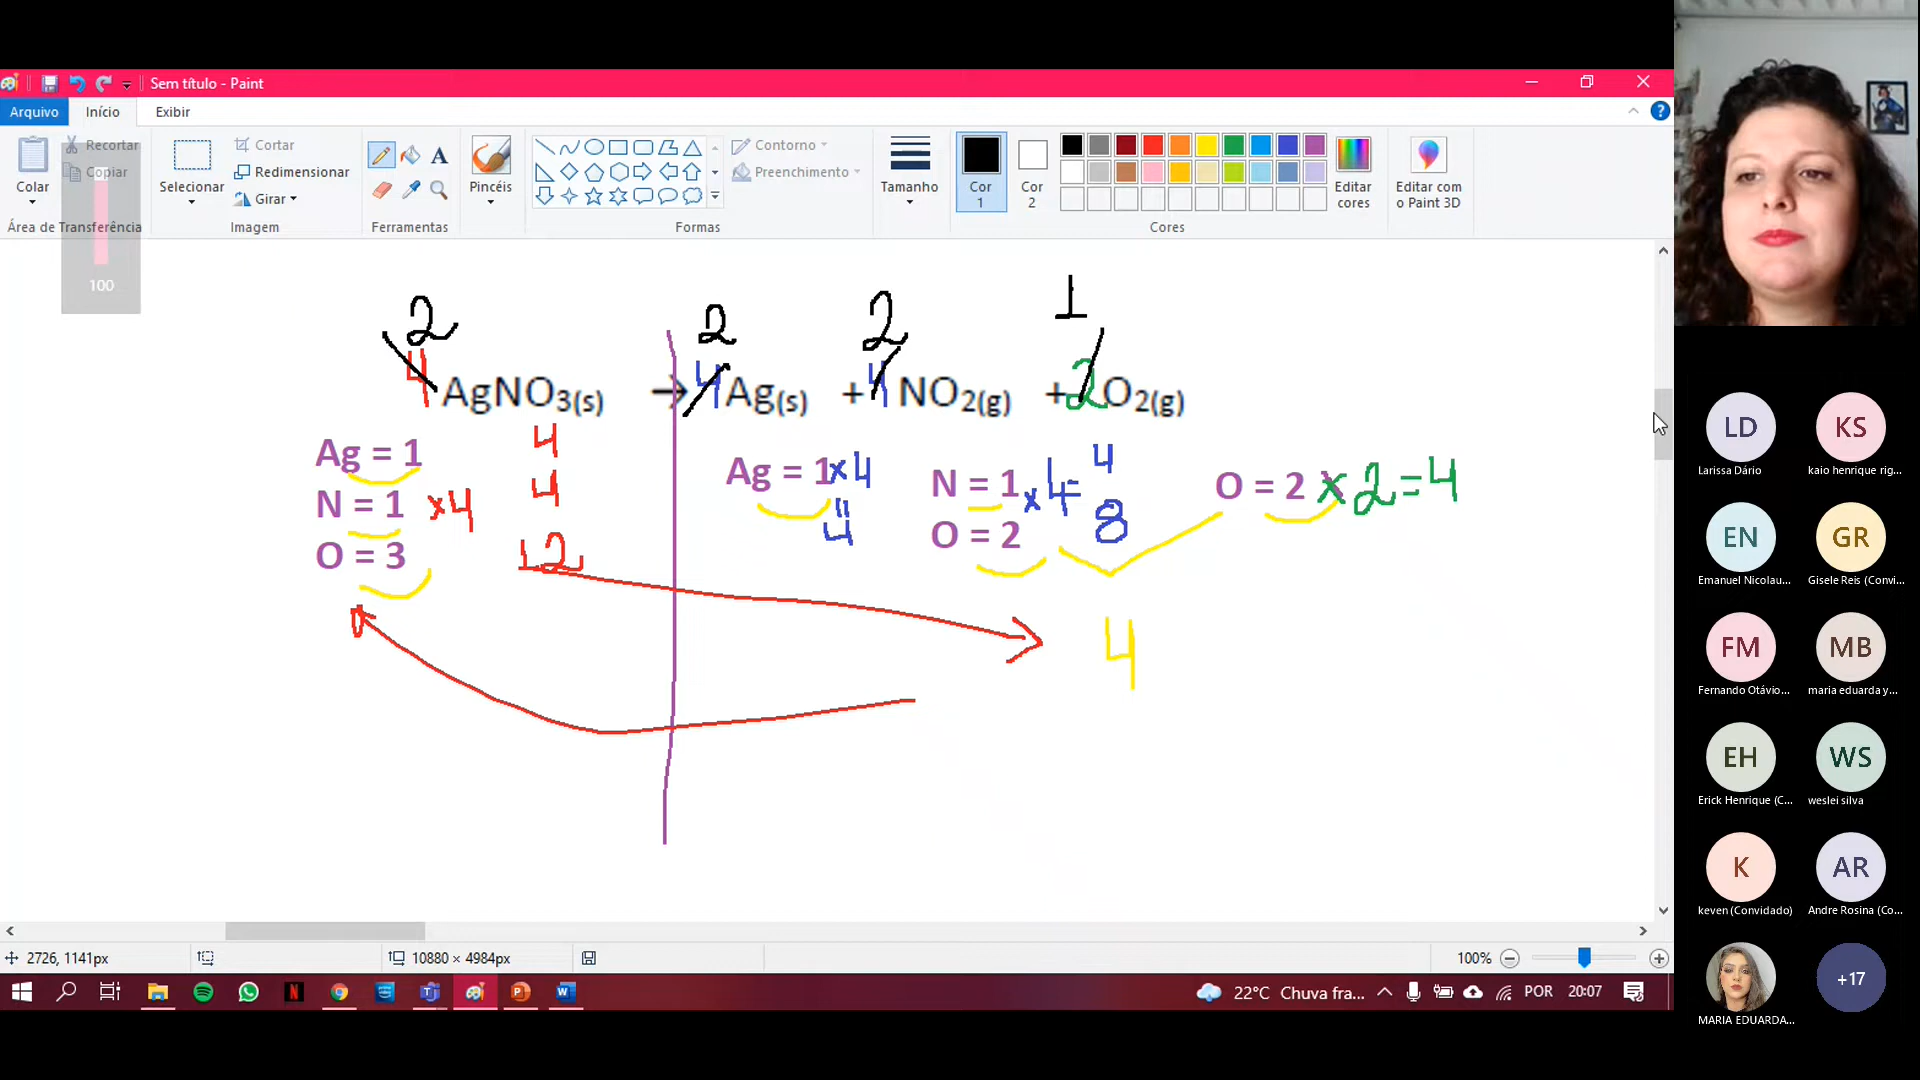 Sem título - Paint
Arquivo
Início
Exibir
Colar
Recortar
Copiar
Área de Transferência
100
Selecionar
Cortar
Redimensionar
Girar
Imagem
A
Ferramentas
Pincéis
Contorno
Preenchimento
Formas
Tamanho
Cor 1
Cor 2
Editar cores
Editar com o Paint 3D
Cores
2 2 2 1
4 AgNO3(s) → 4 Ag(s) + 4 NO2(g) + 2 O2(g)
Ag = 1 4
N = 1 ×4 4
O = 3 12
Ag = 1 ×4
=
4
N = 1 ×4= 4
O = 2 8
O = 2 × 2 = 4
4
2726, 1141px
10880 × 4984px
100%
22°C Chuva fra...
POR
20:07
LD
Larissa Dário
KS
kaio henrique rig...
EN
Emanuel Nicolau...
GR
Gisele Reis (Convi...
FM
Fernando Otávio...
MB
maria eduarda y...
EH
Erick Henrique (C...
WS
weslei silva
K
keven (Convidado)
AR
Andre Rosina (Co...
MARIA EDUARDA...
+17